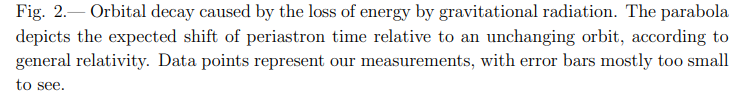 Fig. 2.— Orbital decay caused by the loss of energy by gravitational radiation. The parabola
depicts the expected shift of periastron time relative to an unchanging orbit, according to
general relativity. Data points represent our measurements, with error bars mostly too small
to see.